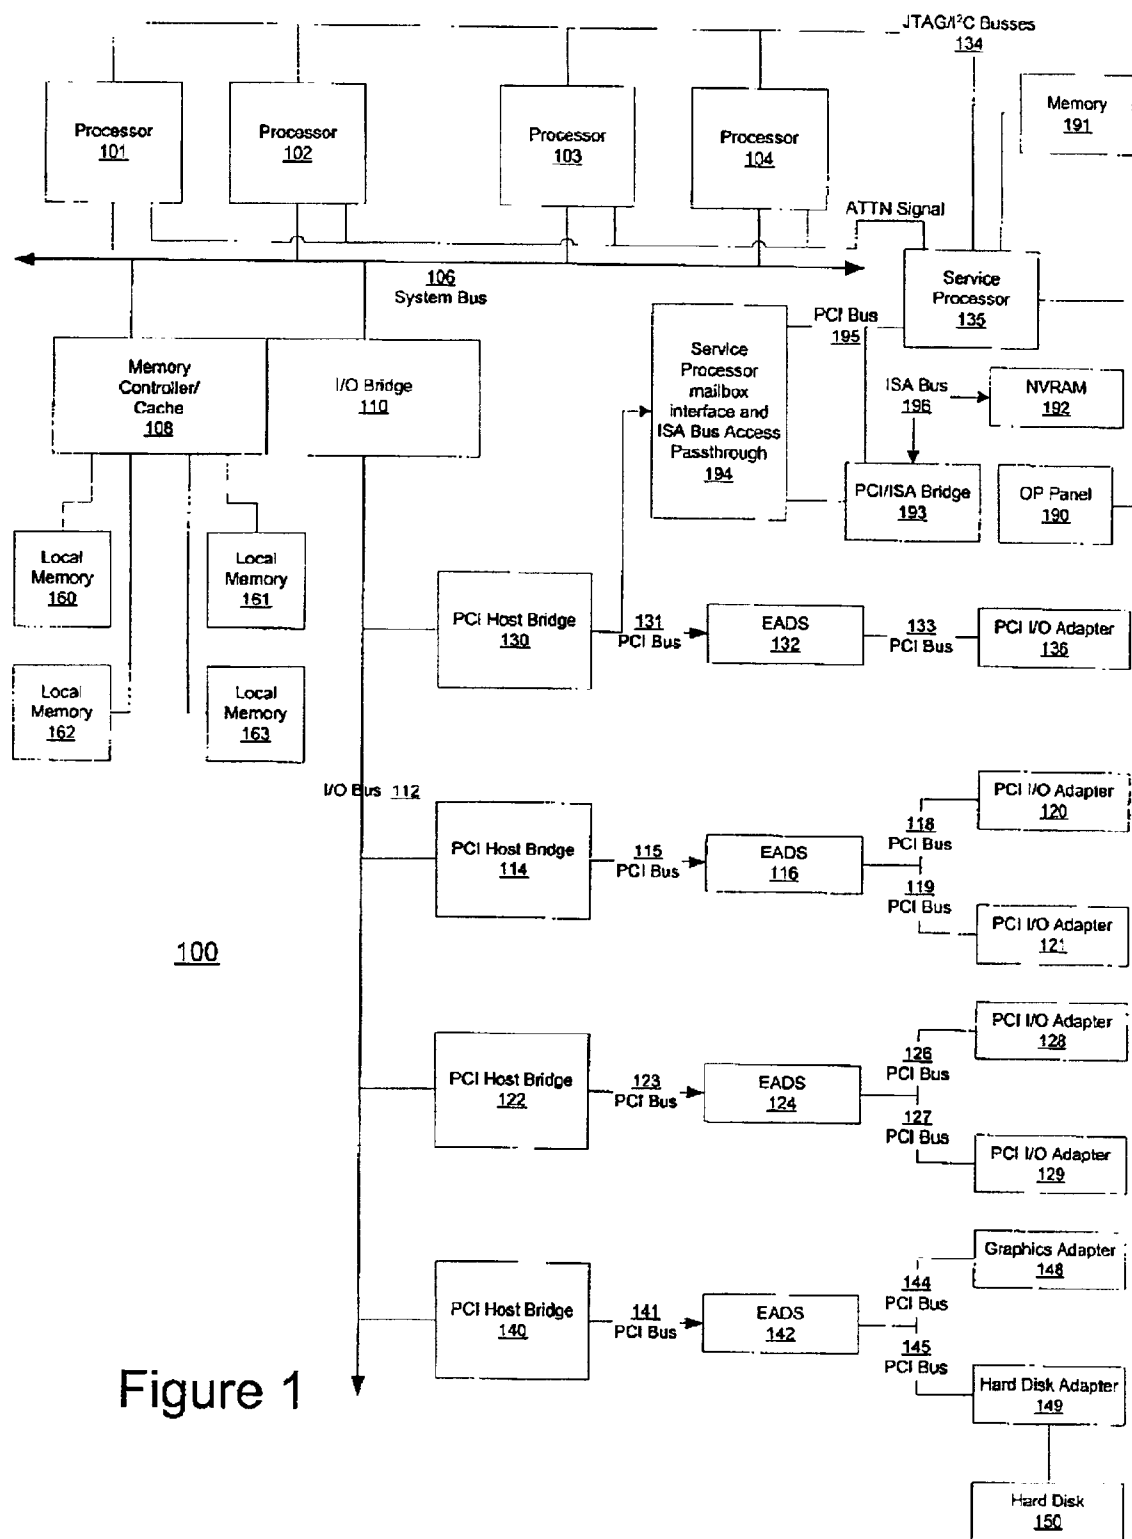 JTAG/I²C Busses
134
Processor
101
Processor
102
Processor
103
Processor
104
Memory
191
ATTN Signal
106
System Bus
Service
Processor
135
Memory
Controller/
Cache
108
I/O Bridge
110
Service
Processor
mailbox
interface and
ISA Bus Access
Passthrough
194
PCI Bus
195
ISA Bus
196
NVRAM
192
PCI/ISA Bridge
193
OP Panel
190
Local
Memory
160
Local
Memory
161
Local
Memory
162
Local
Memory
163
PCI Host Bridge
130
131
PCI Bus
EADS
132
133
PCI Bus
PCI I/O Adapter
136
I/O Bus 112
PCI Host Bridge
114
115
PCI Bus
EADS
116
118
PCI Bus
119
PCI Bus
PCI I/O Adapter
120
PCI I/O Adapter
121
100
PCI Host Bridge
122
123
PCI Bus
EADS
124
126
PCI Bus
127
PCI Bus
PCI I/O Adapter
128
PCI I/O Adapter
129
PCI Host Bridge
140
141
PCI Bus
EADS
142
144
PCI Bus
145
PCI Bus
Graphics Adapter
148
Hard Disk Adapter
149
Hard Disk
150
Figure 1